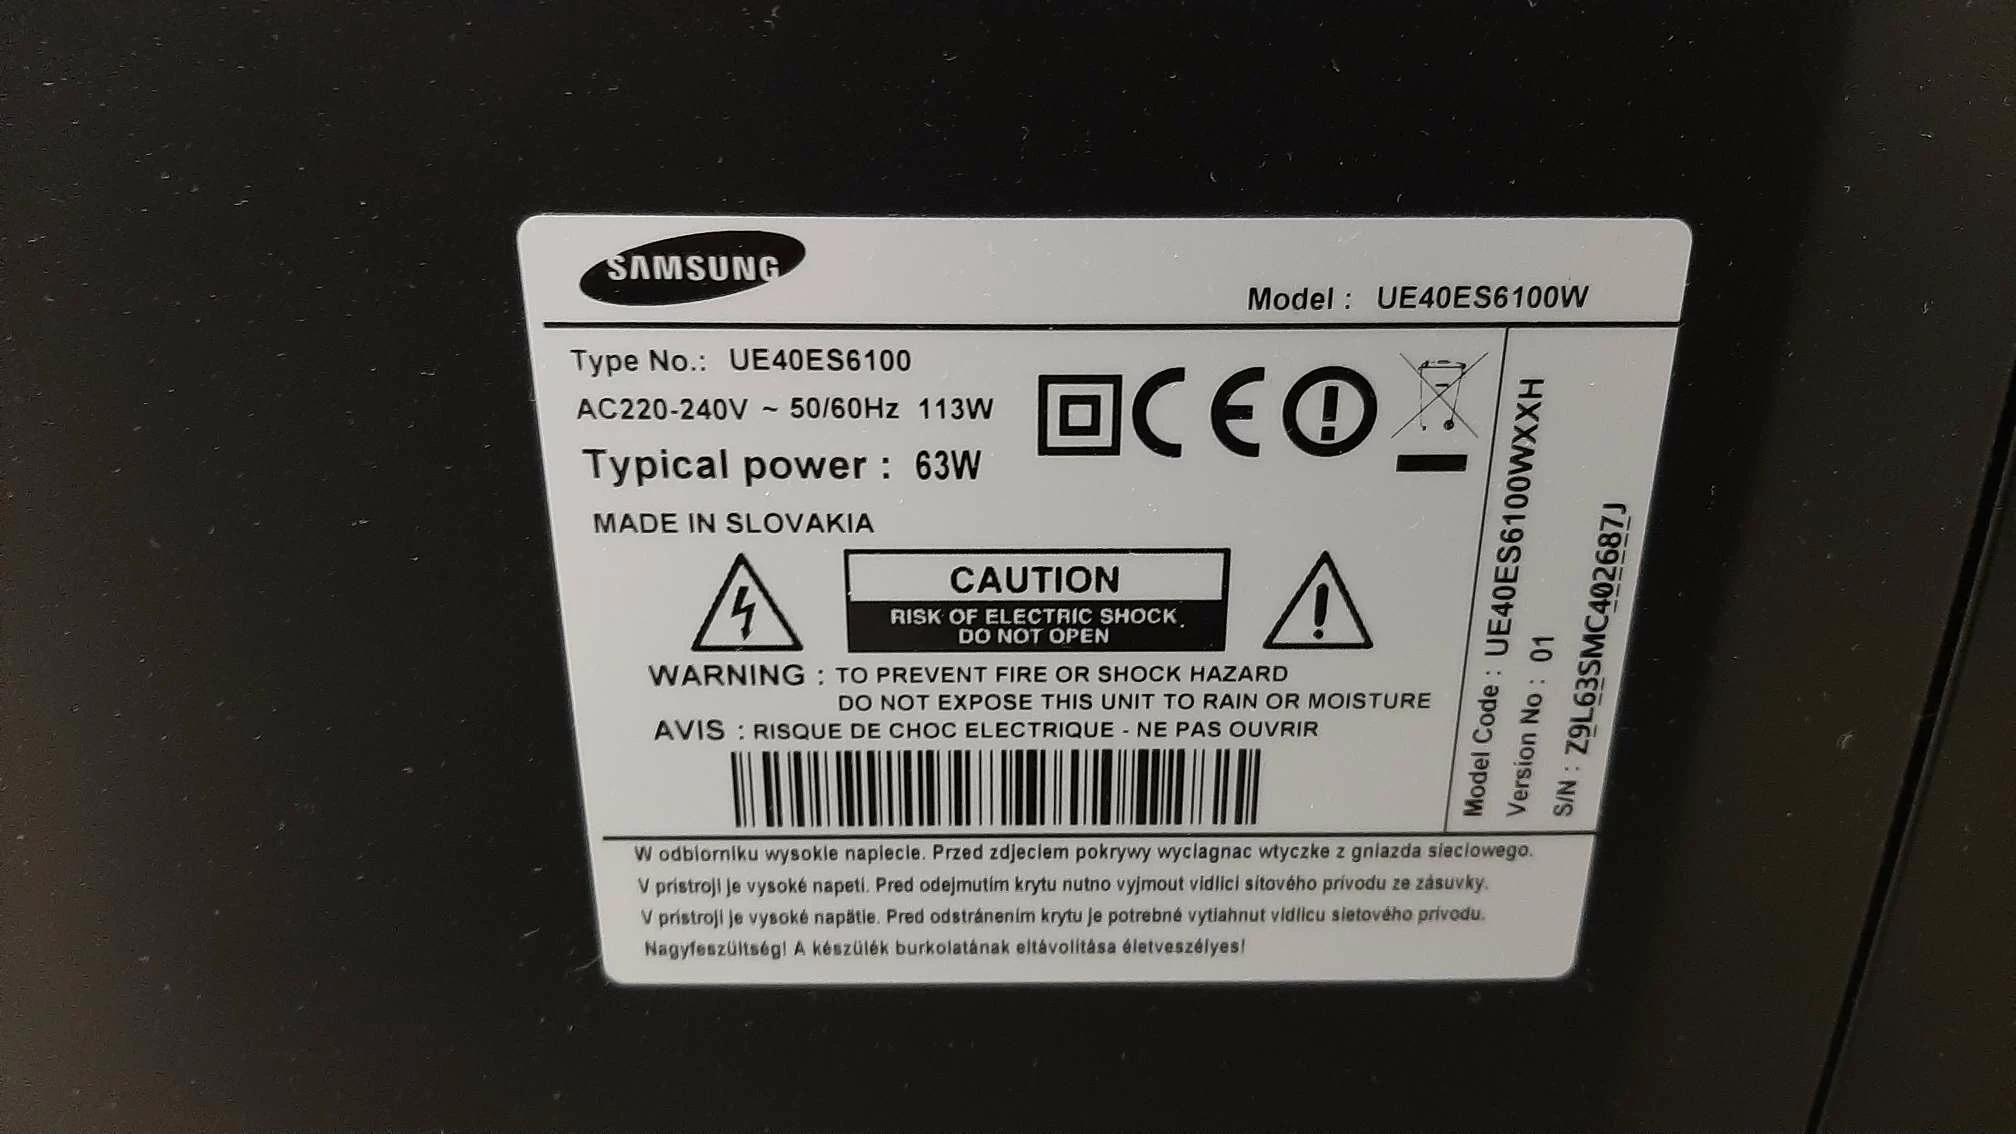 SAMSUNG
Model : UE40ES6100W
Type No.: UE40ES6100
AC220-240V ~ 50/60Hz 113W
Typical power : 63W
MADE IN SLOVAKIA
CAUTION
RISK OF ELECTRIC SHOCK.
DO NOT OPEN
WARNING : TO PREVENT FIRE OR SHOCK HAZARD
DO NOT EXPOSE THIS UNIT TO RAIN OR MOISTURE
AVIS : RISQUE DE CHOC ELECTRIQUE - NE PAS OUVRIR
Model Code : UE40ES6100WXXH
Version No : 01
S/N : Z9L63SMC402687J
W odbiorniku wysokie napiecie. Przed zdjeciem pokrywy wyciagnac wtyczke z gniazda sieciowego.
V prístroji je vysoké napetí. Pred odejmutím krytu nutno vyjmout vidlici sítového prívodu ze zásuvky.
V prístroji je vysoké napätie. Pred odstránením krytu je potrebné vytiahnut vidlicu sietového prívodu.
Nagyfeszültség! A készülék burkolatának eltávolítása életveszélyes!